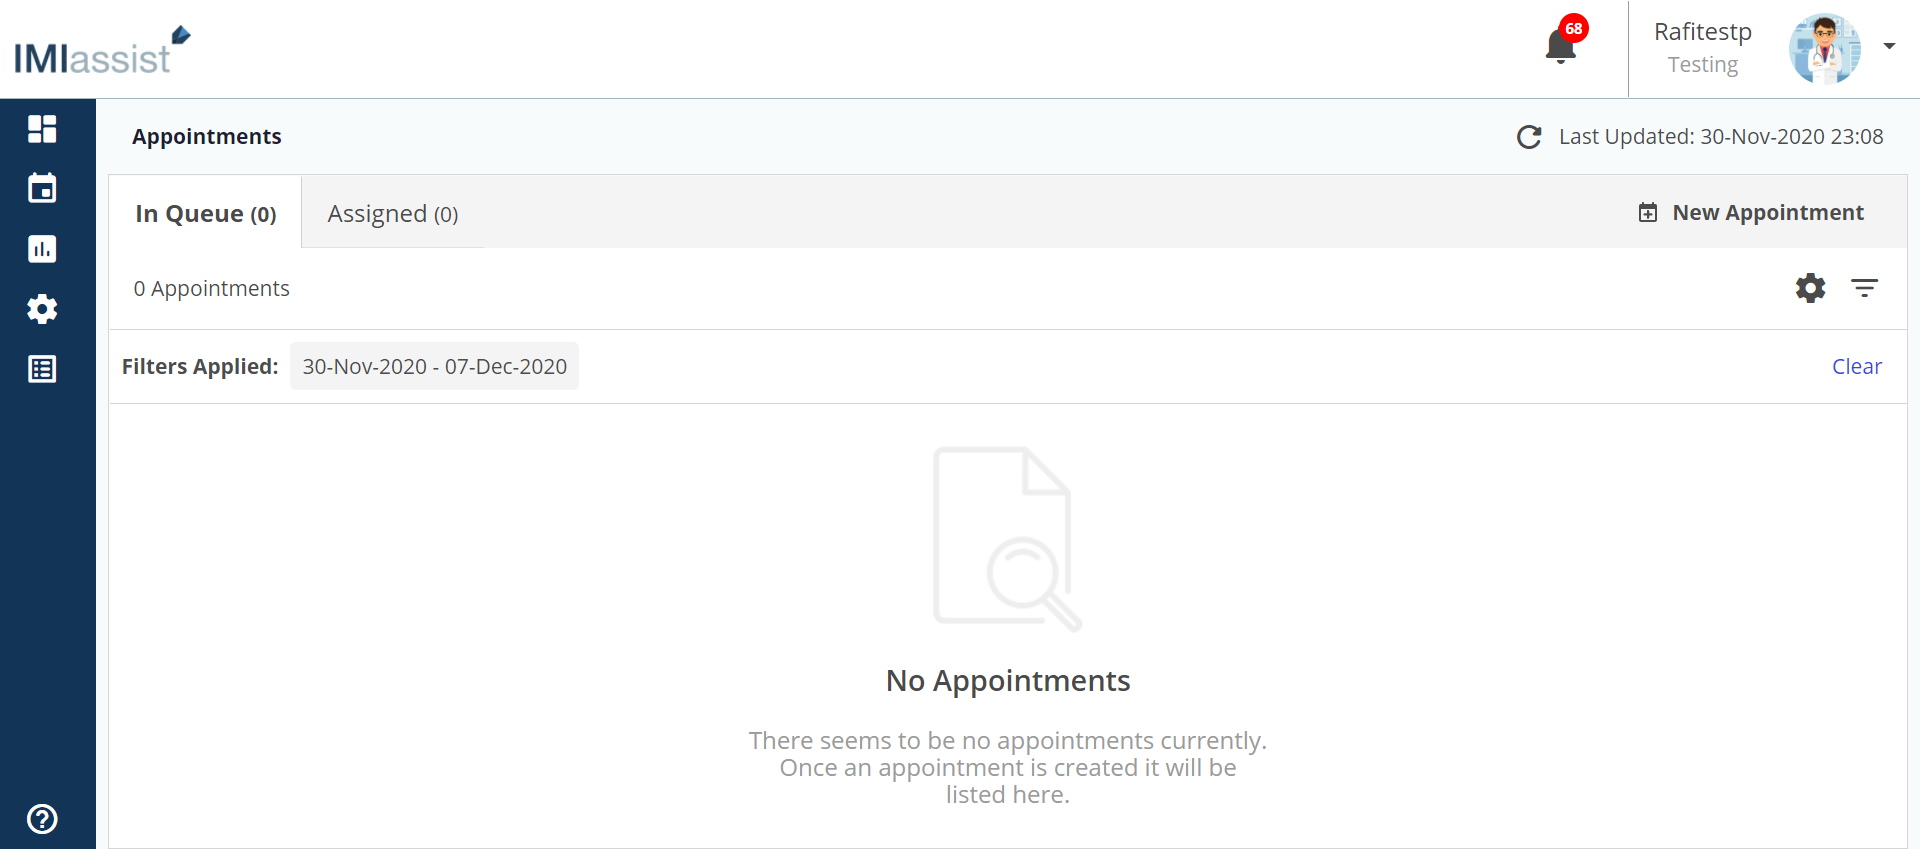 IMIassist
68
Rafitestp
Testing
Appointments
Last Updated: 30-Nov-2020 23:08
In Queue (0)
Assigned (0)
New Appointment
0 Appointments
Filters Applied: 30-Nov-2020 - 07-Dec-2020
Clear
No Appointments
There seems to be no appointments currently.
Once an appointment is created it will be
listed here.